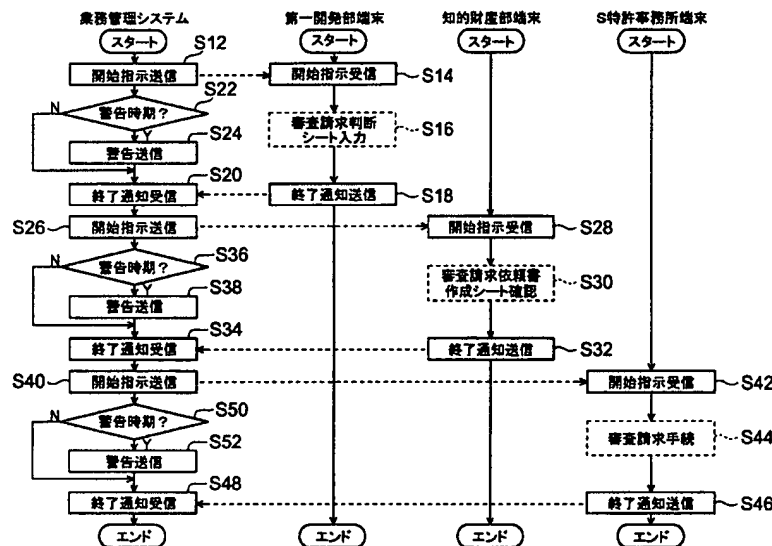 業務管理システム 第一開発部端末 知的財産部端末 S特許事務所端末
スタート スタート スタート スタート
S12
開始指示送信 開始指示受信 S14
N 警告時期? S22
Y
審査請求判断
シート入力
S16
S24
警告送信
S20
終了通知受信 終了通知送信 S18
S26 開始指示送信 開始指示受信 S28
N 警告時期? S36
Y
審査請求依頼書
作成シート確認
S30
S38
警告送信
S34
終了通知受信 終了通知送信 S32
S40 開始指示送信 開始指示受信 S42
N 警告時期? S50
Y
審査請求手続 S44
S52
警告送信
S48
終了通知受信 終了通知送信 S46
エンド エンド エンド エンド